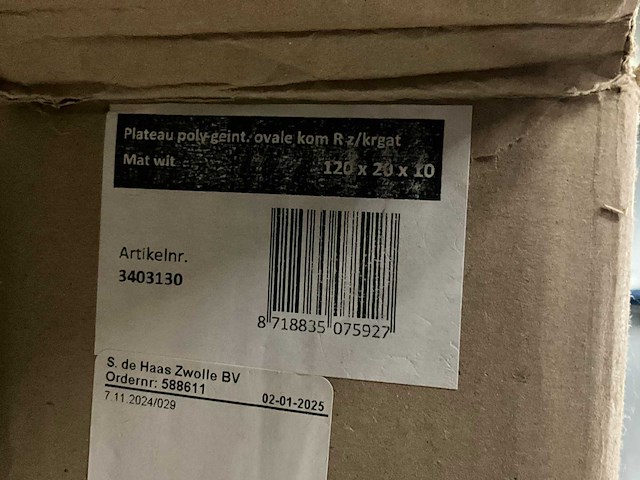 Plateau poly-geint. ovale kom R z/krgat
Mat wit 120 x 20 x 10
Artikelnr.
3403130
8 718835 075927
S. de Haas Zwolle BV
Ordernr: 588611 02-01-2025
7.11.2024/029